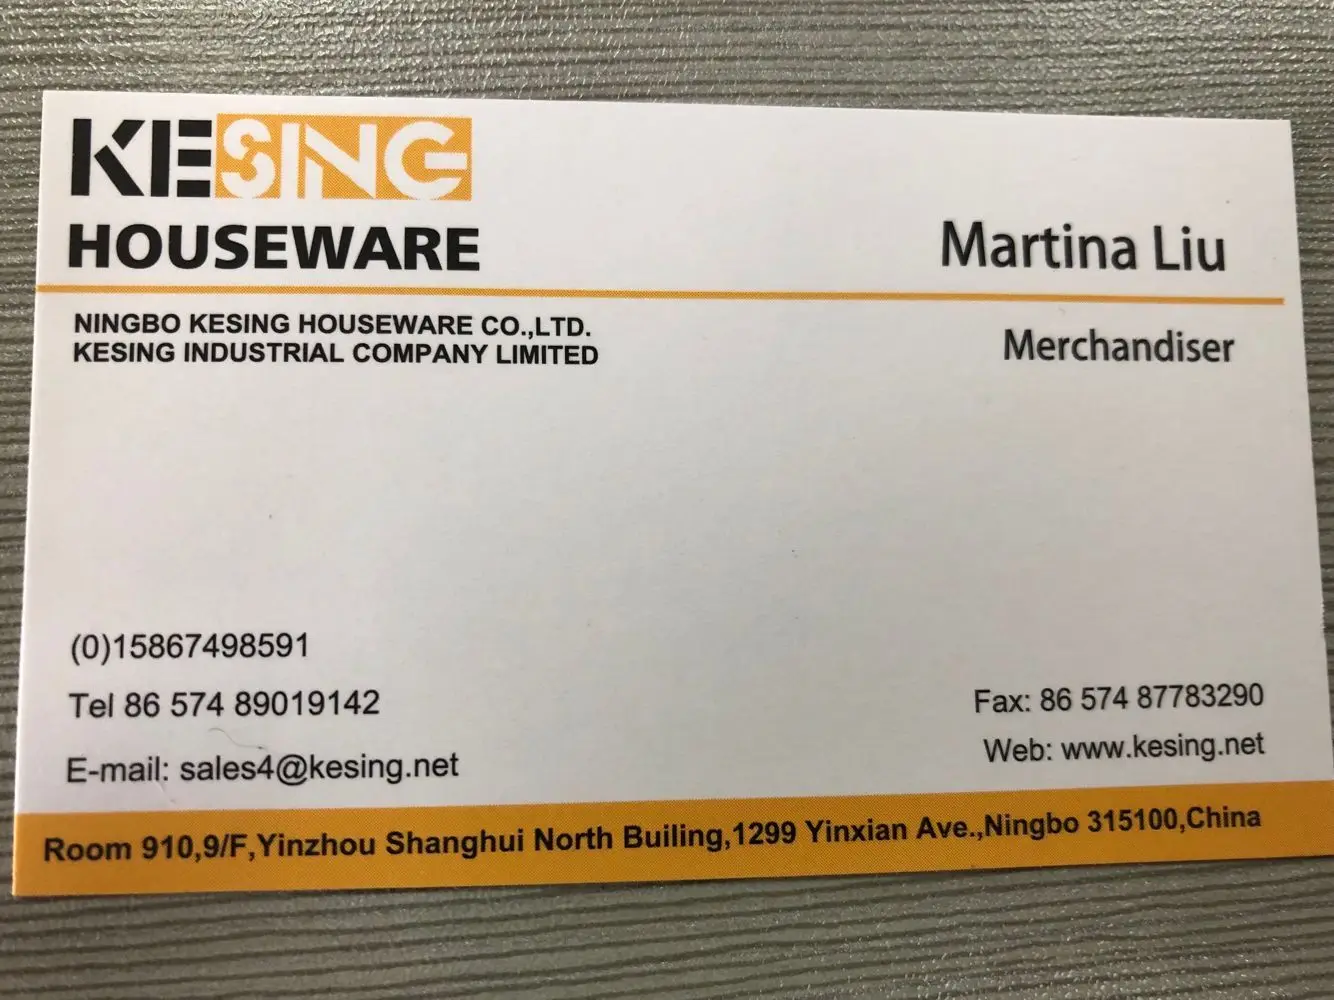 KESING
HOUSEWARE
Martina Liu
NINGBO KESING HOUSEWARE CO.,LTD.
KESING INDUSTRIAL COMPANY LIMITED
Merchandiser
(0)15867498591
Tel 86 574 89019142
E-mail: sales4@kesing.net
Fax: 86 574 87783290
Web: www.kesing.net
Room 910,9/F,Yinzhou Shanghui North Builing,1299 Yinxian Ave.,Ningbo 315100,China